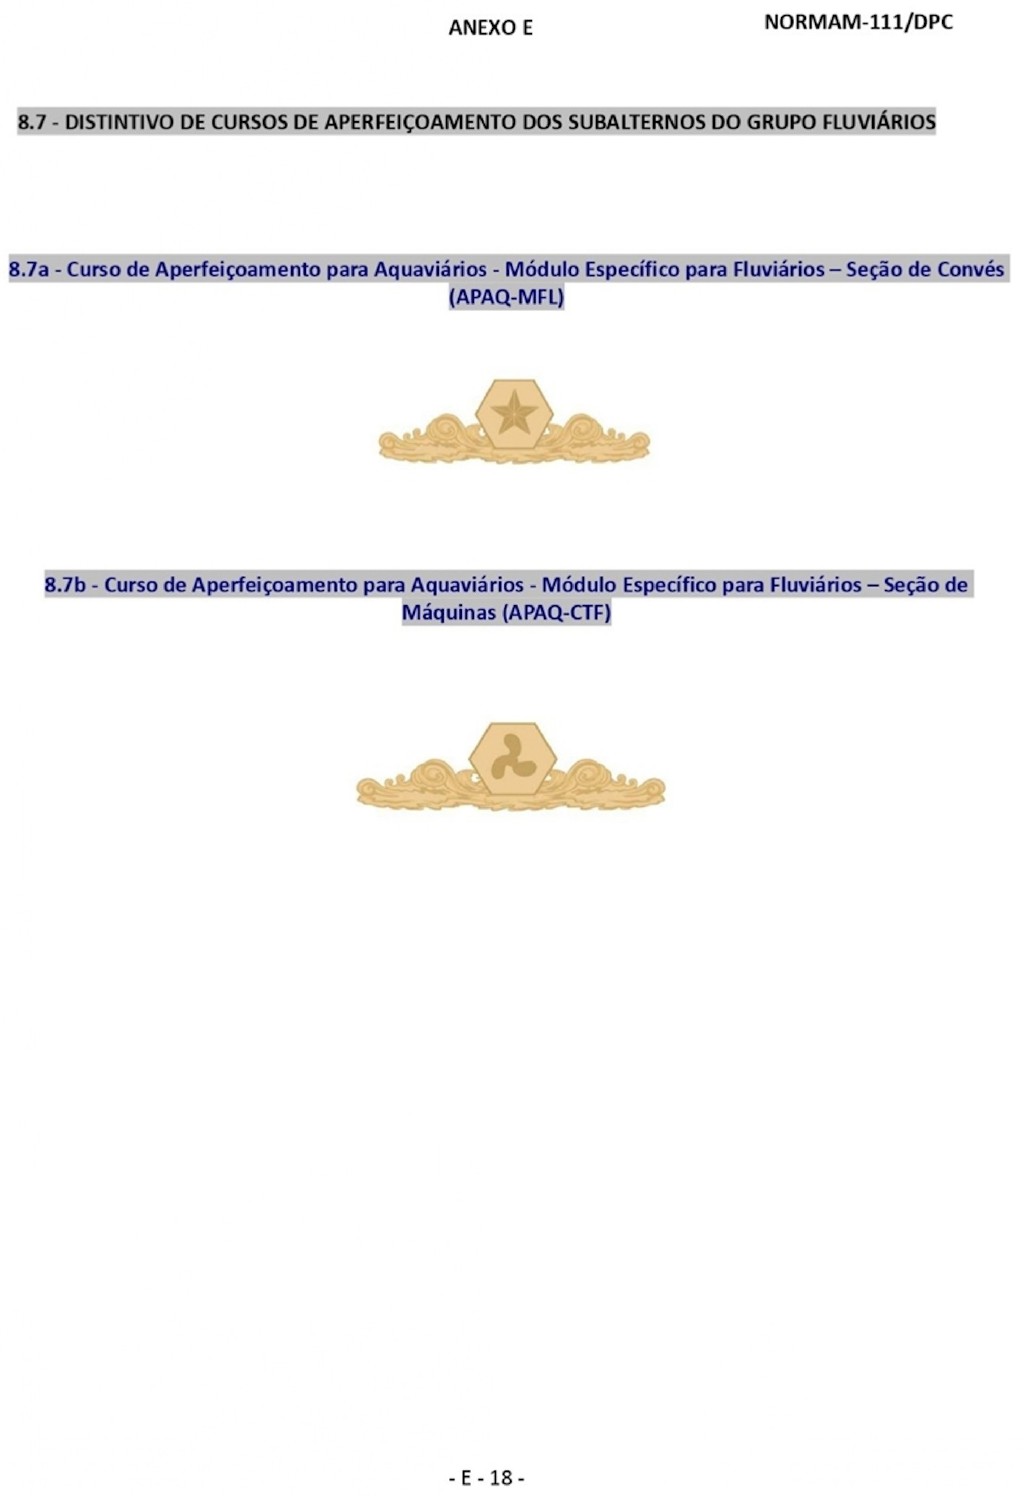 ANEXO E
NORMAM-111/DPC
8.7 - DISTINTIVO DE CURSOS DE APERFEIÇOAMENTO DOS SUBALTERNOS DO GRUPO FLUVIÁRIOS
8.7a - Curso de Aperfeiçoamento para Aquaviários - Módulo Específico para Fluviários – Seção de Convés
(APAQ-MFL)
8.7b - Curso de Aperfeiçoamento para Aquaviários - Módulo Específico para Fluviários – Seção de
Máquinas (APAQ-CTF)
- E - 18 -